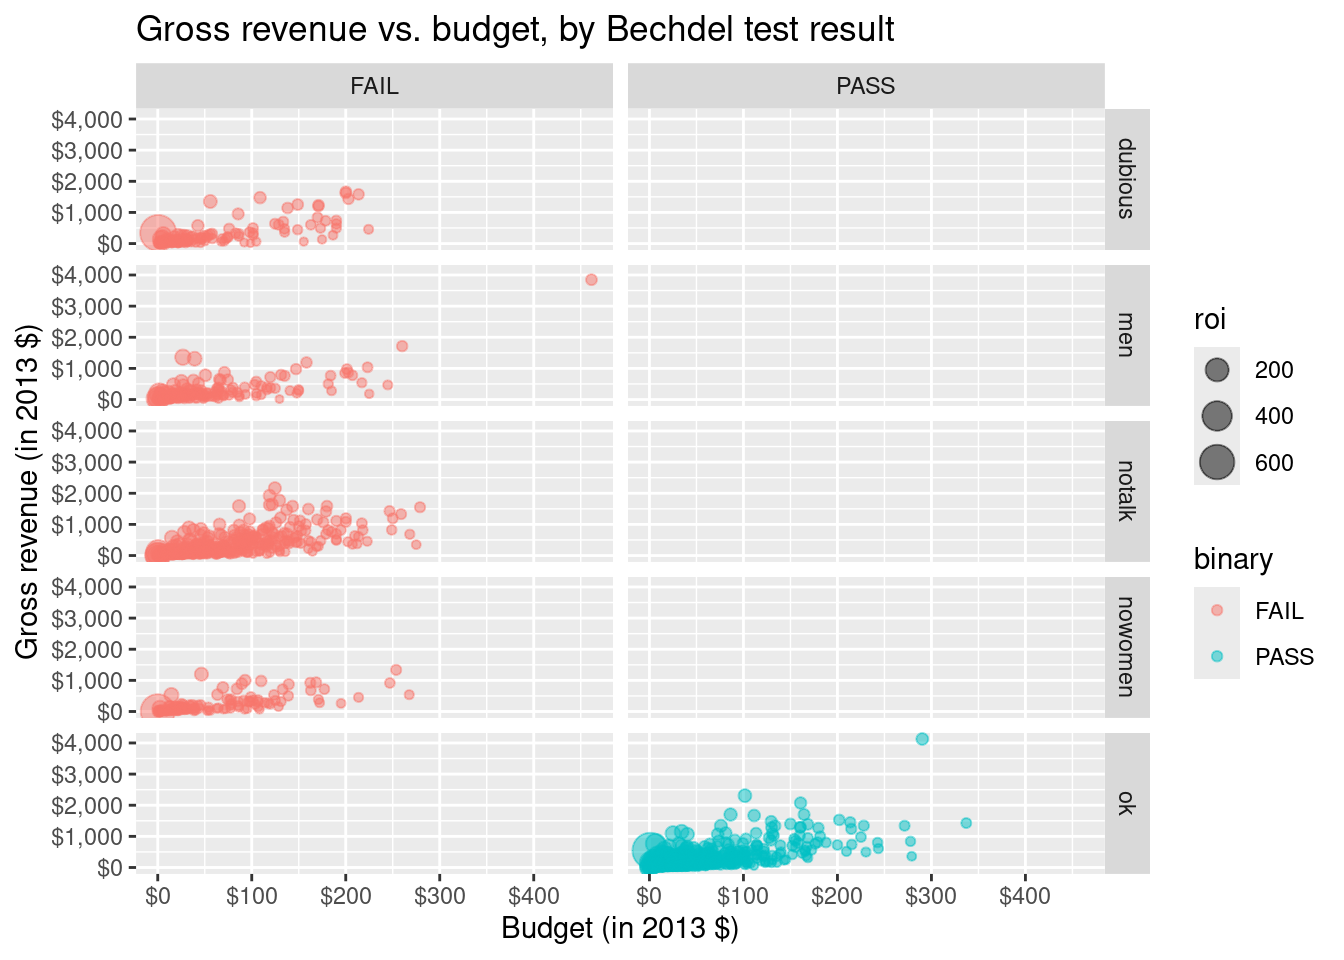 Gross revenue vs. budget, by Bechdel test result
FAIL
PASS
$4,000
$3,000
$2,000
$1,000
$0
dubious
$4,000
$3,000
$2,000
$1,000
$0
men
$4,000
$3,000
$2,000
$1,000
$0
notalk
$4,000
$3,000
$2,000
$1,000
$0
nowomen
$4,000
$3,000
$2,000
$1,000
$0
ok
Gross revenue (in 2013 $)
$0 $100 $200 $300 $400
$0 $100 $200 $300 $400
Budget (in 2013 $)
roi
200
400
600
binary
FAIL
PASS